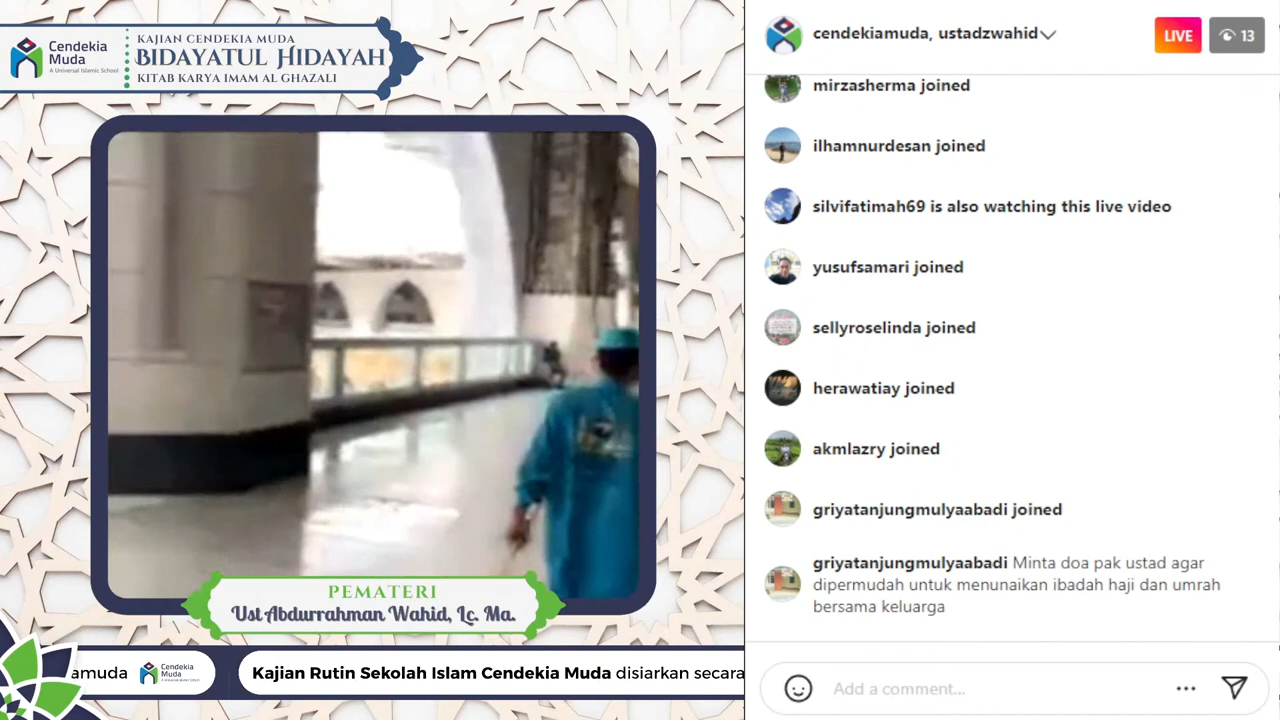 Cendekia
Muda
A Universal Islamic School
KAJIAN CENDEKIA MUDA
BIDAYATUL HIDAYAH
KITAB KARYA IMAM AL GHAZALI
PEMATERI
Ust Abdurrahman Wahid, Lc. Ma.
amuda
Cendekia
Muda
Kajian Rutin Sekolah Islam Cendekia Muda disiarkan secara
cendekiamuda, ustadzwahid
LIVE
13
mirzasherma joined
ilhamnurdesan joined
silvifatimah69 is also watching this live video
yusufsamari joined
sellyroselinda joined
herawatiay joined
akmlazry joined
griyatanjungmulyaabadi joined
griyatanjungmulyaabadi Minta doa pak ustad agar
dipermudah untuk menunaikan ibadah haji dan umrah
bersama keluarga
Add a comment...